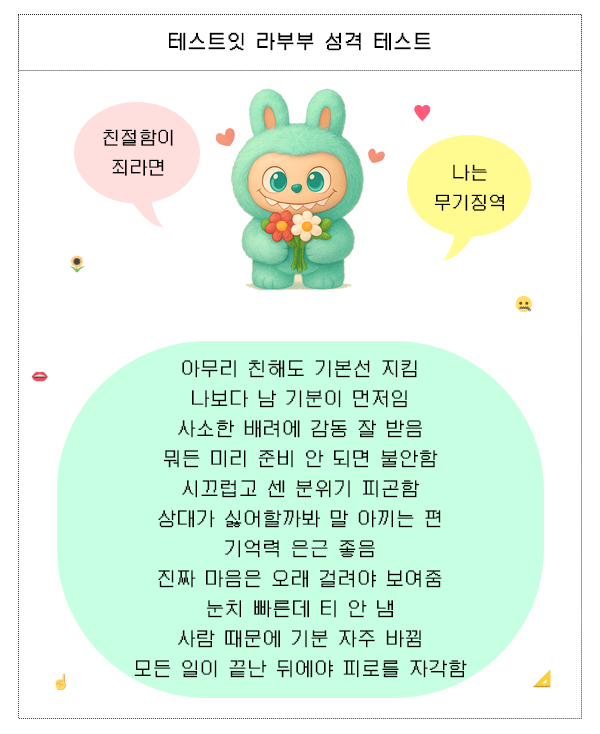 테스트잇 라부부 성격 테스트
친절함이
죄라면
나는
무기징역
아무리 친해도 기본선 지킴
나보다 남 기분이 먼저임
사소한 배려에 감동 잘 받음
뭐든 미리 준비 안 되면 불안함
시끄럽고 센 분위기 피곤함
상대가 싫어할까봐 말 아끼는 편
기억력 은근 좋음
진짜 마음은 오래 걸려야 보여줌
눈치 빠른데 티 안 냄
사람 때문에 기분 자주 바뀜
모든 일이 끝난 뒤에야 피로를 자각함